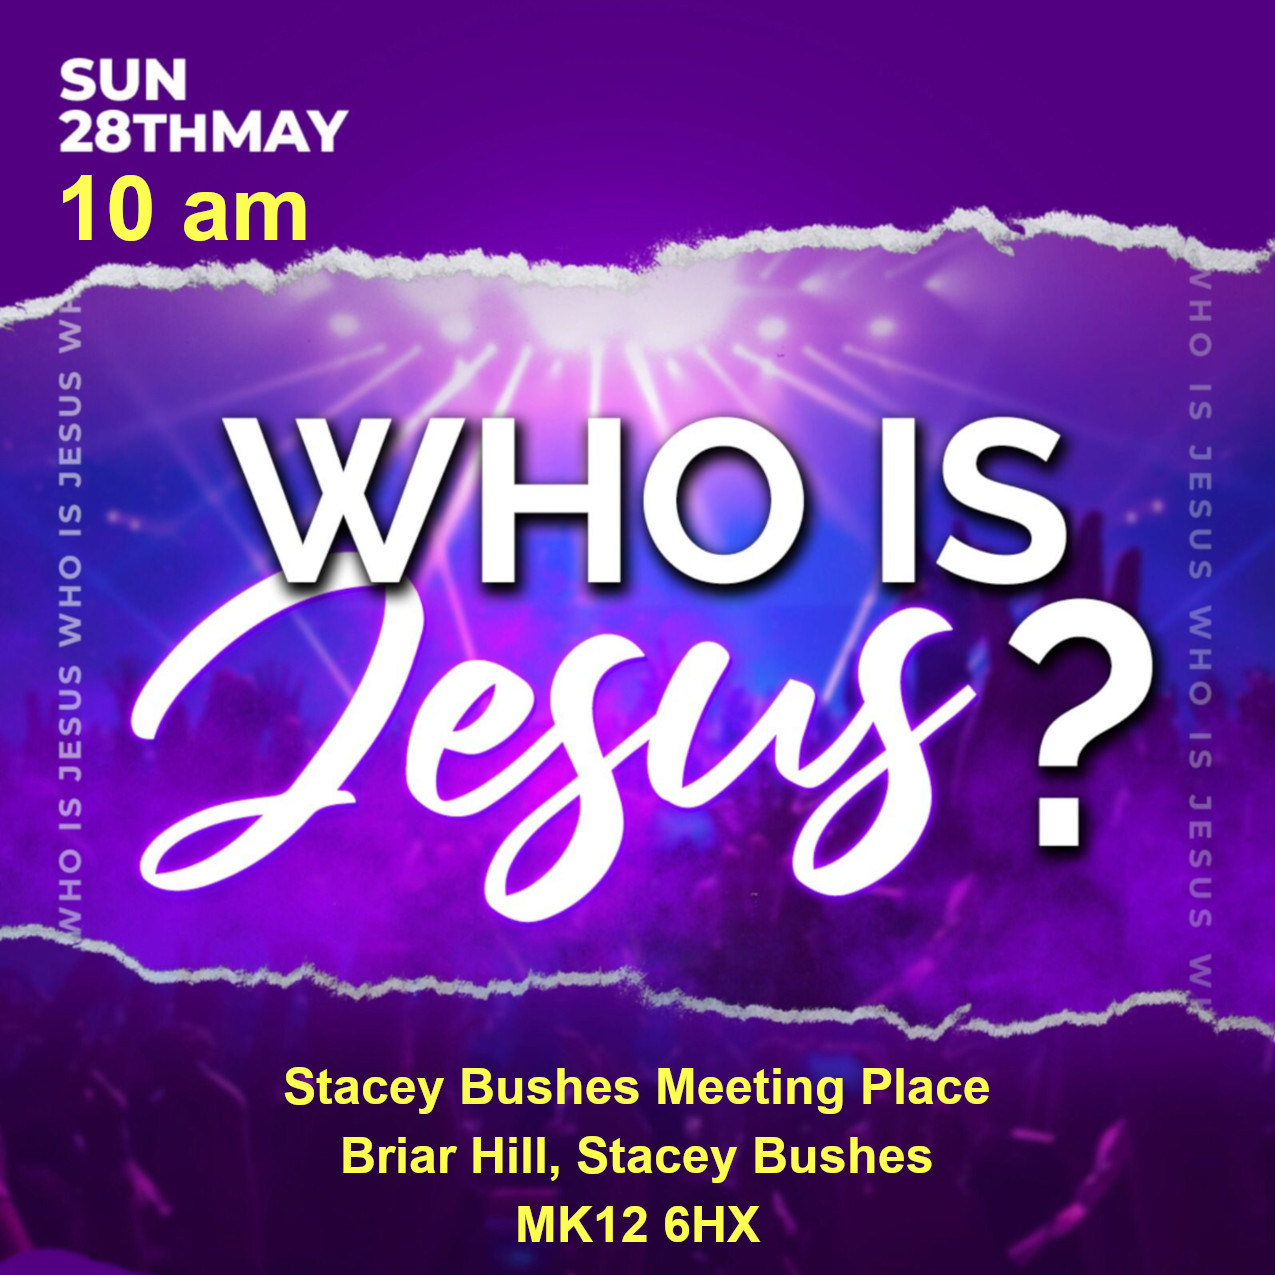 SUN
28THMAY
10 am
WHO IS JESUS WHO IS JESUS WH
WHO IS JESUS WHO IS JESUS WH
WHO IS
Jesus?
Stacey Bushes Meeting Place
Briar Hill, Stacey Bushes
MK12 6HX